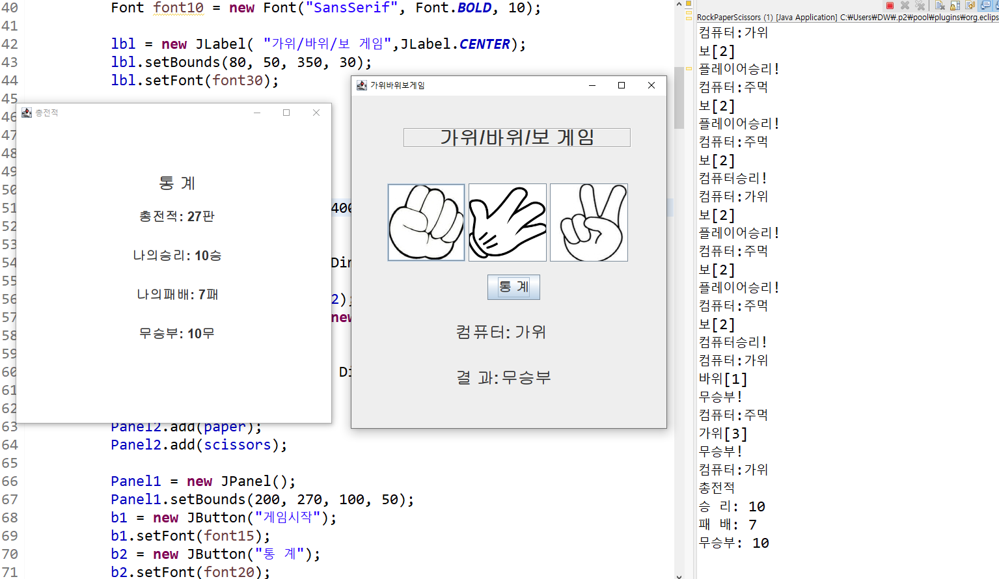 40 Font font10 = new Font("SansSerif", Font.BOLD, 10);
41
42 lbl = new JLabel( "가위/바위/보 게임",JLabel.CENTER);
43 lbl.setBounds(80, 50, 350, 30);
44 lbl.setFont(font30);
45
46
47
48
49
50
51 400
52
53
54 Din
55
56 2);
57 new
58
59
60 Di
61
62
63 Panel2.add(paper);
64 Panel2.add(scissors);
65
66 Panel1 = new JPanel();
67 Panel1.setBounds(200, 270, 100, 50);
68 b1 = new JButton("게임시작");
69 b1.setFont(font15);
70 b2 = new JButton("통 계");
71 b2.setFont(font20);
총전적
통 계
총전적: 27판
나의승리: 10승
나의패배: 7패
무승부: 10무
가위바위보게임
가위/바위/보 게임
통 계
컴퓨터: 가위
결 과: 무승부
RockPaperScissors (1) [Java Application] C:₩Users₩DW₩.p2₩pool₩plugins₩org.eclips
컴퓨터:가위
보[2]
플레이어승리!
컴퓨터:주먹
보[2]
플레이어승리!
컴퓨터:주먹
보[2]
컴퓨터승리!
컴퓨터:가위
보[2]
플레이어승리!
컴퓨터:주먹
보[2]
플레이어승리!
컴퓨터:주먹
보[2]
컴퓨터승리!
컴퓨터:가위
바위[1]
무승부!
컴퓨터:주먹
가위[3]
무승부!
컴퓨터:가위
총전적
승 리: 10
패 배: 7
무승부: 10